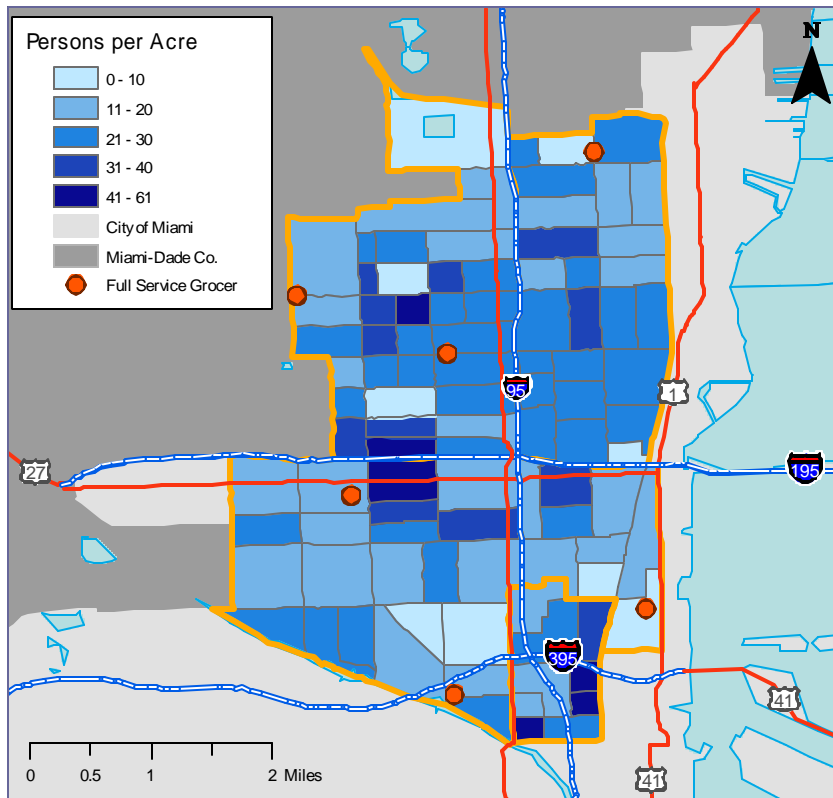 Persons per Acre
0 - 10
11 - 20
21 - 30
31 - 40
41 - 61
City of Miami
Miami-Dade Co.
Full Service Grocer
N
95
1
27
195
395
41
41
0 0.5 1 2 Miles